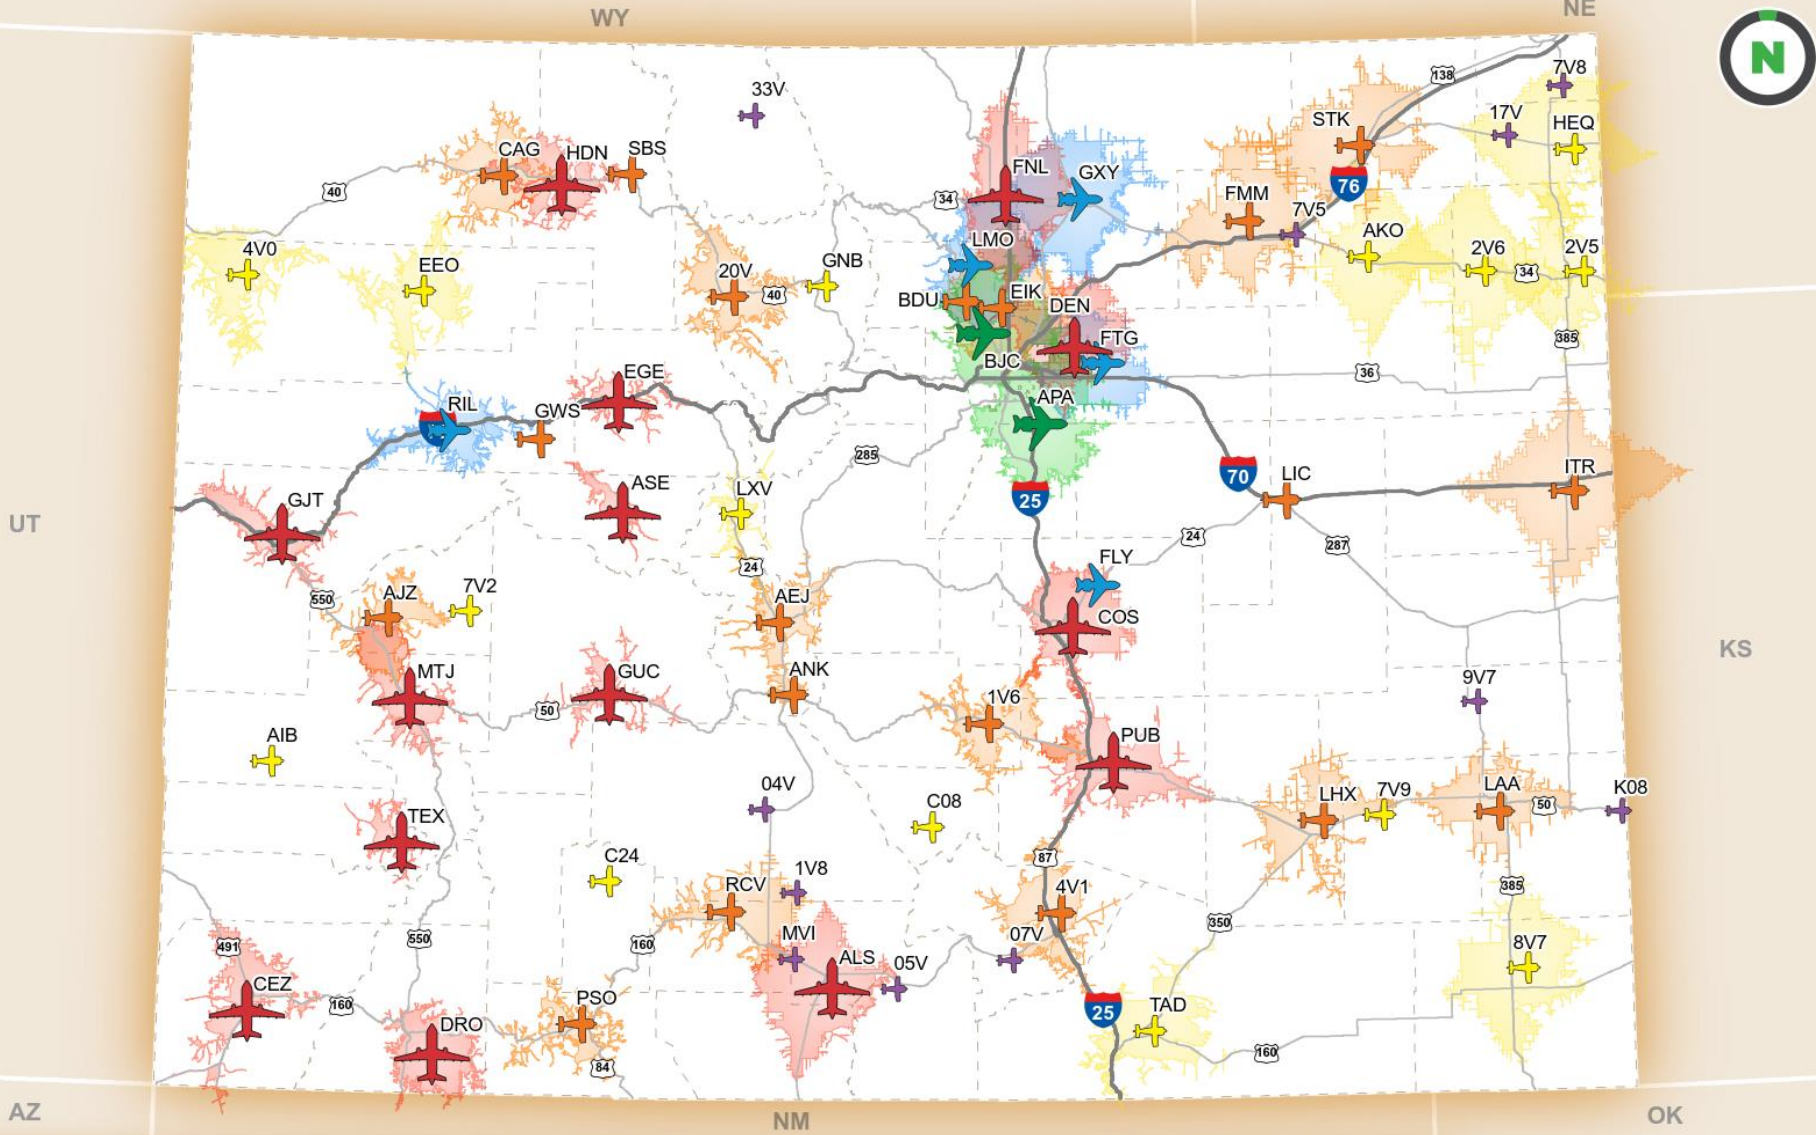 WY
NE
N
7V8
138
33V
17V
STK
HEQ
CAG
HDN
SBS
FNL
GXY
76
40
34
FMM
7V5
AKO
LMO
4V0
EEO
20V
GNB
2V6
2V5
34
40
BDU
EIK
DEN
385
FTG
BJC
EGE
36
RIL
GWS
APA
285
70
LIC
ITR
ASE
LXV
GJT
25
UT
24
287
FLY
24
550
AJZ
7V2
AEJ
COS
KS
MTJ
GUC
ANK
9V7
1V6
50
AIB
PUB
04V
LHX
7V9
LAA
K08
C08
50
TEX
87
C24
1V8
RCV
4V1
385
350
491
550
160
MVI
07V
8V7
ALS
05V
CEZ
160
PSO
25
TAD
DRO
160
84
AZ
NM
OK